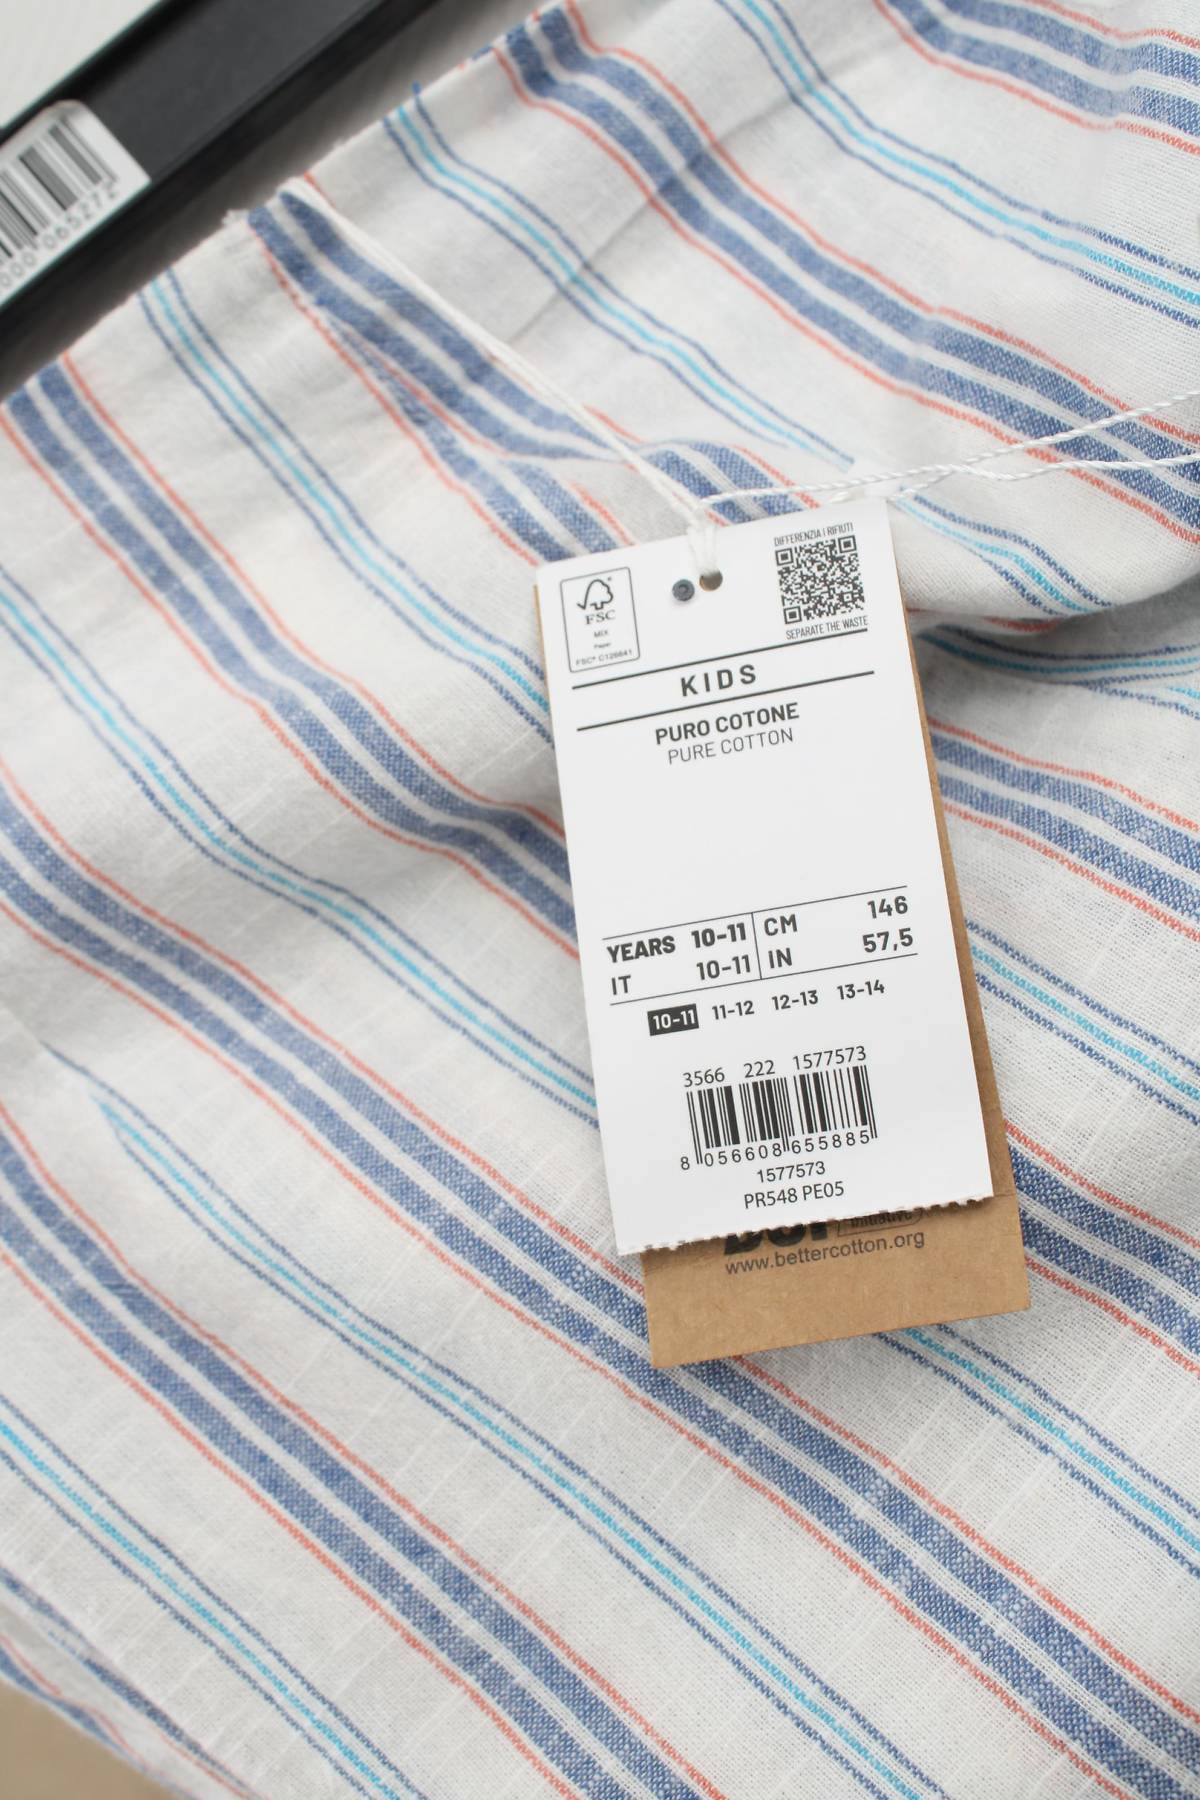 065272
DIFFERENZIA I RIFIUTI
FSC
MIX
Paper
FSC® C126641
SEPARATE THE WASTE
KIDS
PURO COTONE
PURE COTTON
YEARS 10-11 CM 146
IT 10-11 IN 57,5
10-11 11-12 12-13 13-14
3566 222 1577573
8 056608 655885
1577573
PR548 PE05
www.bettercotton.org